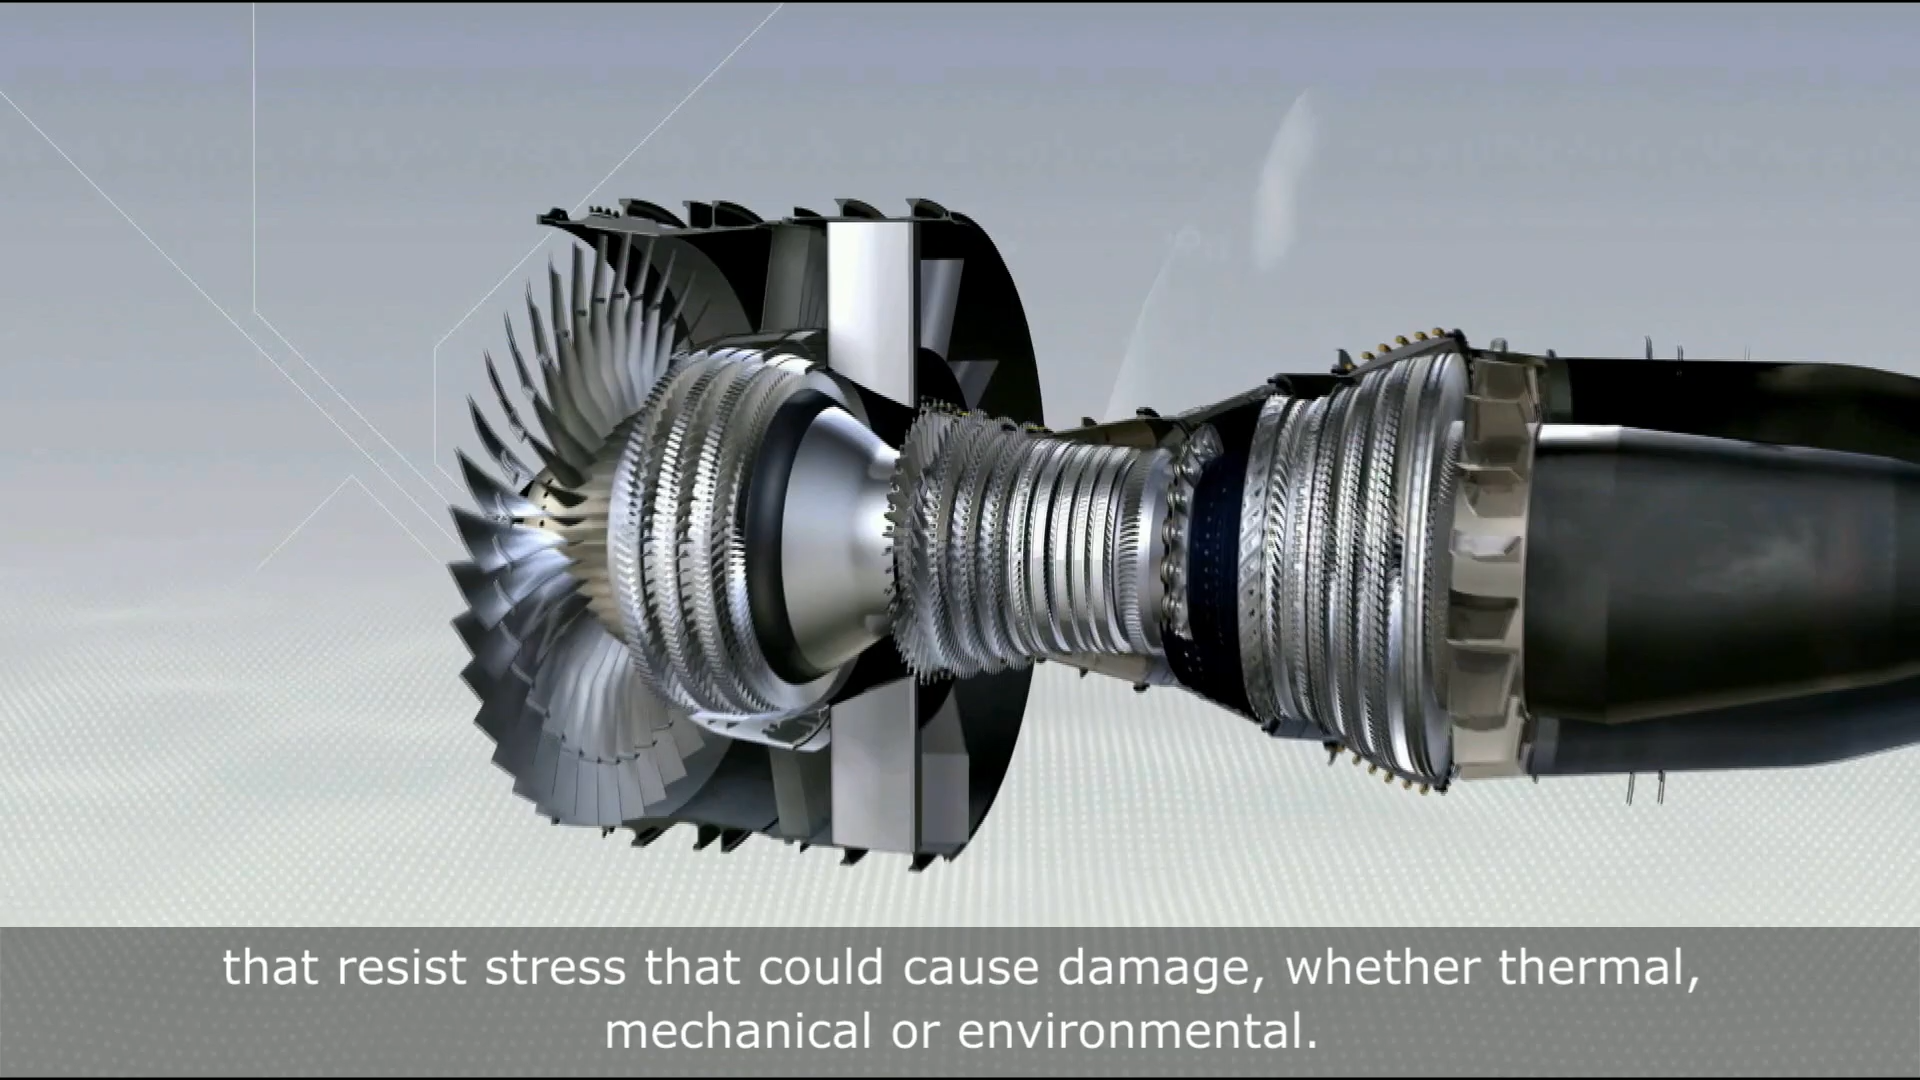 that resist stress that could cause damage, whether thermal,
mechanical or environmental.